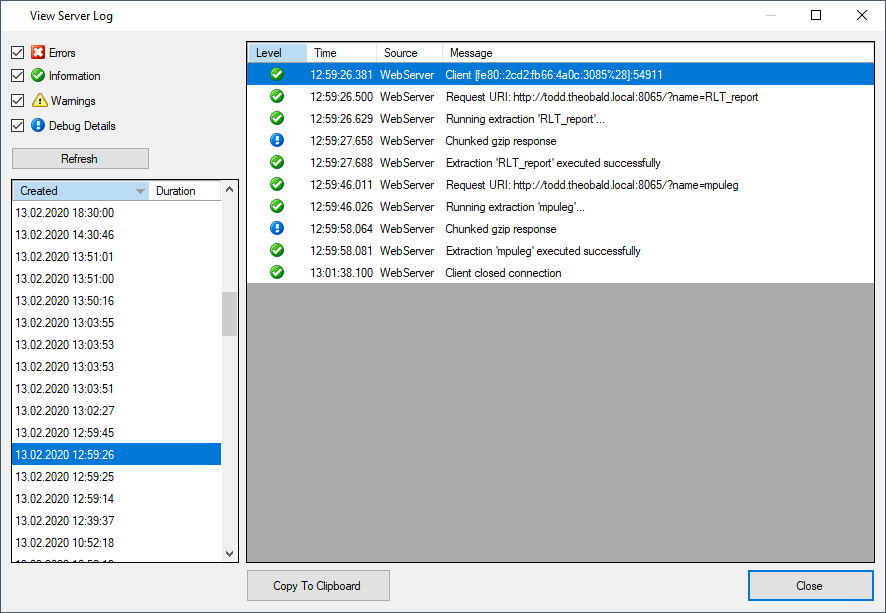 View Server Log
Errors
Information
Warnings
Debug Details
Refresh
Created Duration
13.02.2020 18:30:00
13.02.2020 14:30:46
13.02.2020 13:51:01
13.02.2020 13:51:00
13.02.2020 13:50:16
13.02.2020 13:03:55
13.02.2020 13:03:53
13.02.2020 13:03:53
13.02.2020 13:03:51
13.02.2020 13:02:27
13.02.2020 12:59:45
13.02.2020 12:59:26
13.02.2020 12:59:25
13.02.2020 12:59:14
13.02.2020 12:39:37
13.02.2020 10:52:18
Level Time Source Message
12:59:26.381 WebServer Client [fe80::2cd2:fb66:4a0c:3085%28]:54911
12:59:26.500 WebServer Request URI: http://todd.theobald.local:8065/?name=RLT_report
12:59:26.629 WebServer Running extraction 'RLT_report'...
12:59:27.658 WebServer Chunked gzip response
12:59:27.688 WebServer Extraction 'RLT_report' executed successfully
12:59:46.011 WebServer Request URI: http://todd.theobald.local:8065/?name=mpuleg
12:59:46.026 WebServer Running extraction 'mpuleg'...
12:59:58.064 WebServer Chunked gzip response
12:59:58.081 WebServer Extraction 'mpuleg' executed successfully
13:01:38.100 WebServer Client closed connection
Copy To Clipboard
Close